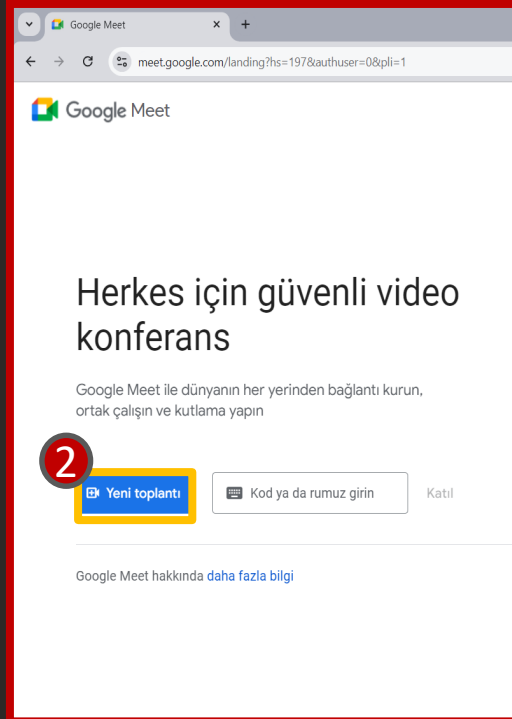 Google Meet
meet.google.com/landing?hs=197&authuser=0&pli=1
Google Meet
Herkes için güvenli video
konferans
Google Meet ile dünyanın her yerinden bağlantı kurun,
ortak çalışın ve kutlama yapın
2
Yeni toplantı
Kod ya da rumuz girin
Katıl
Google Meet hakkında daha fazla bilgi